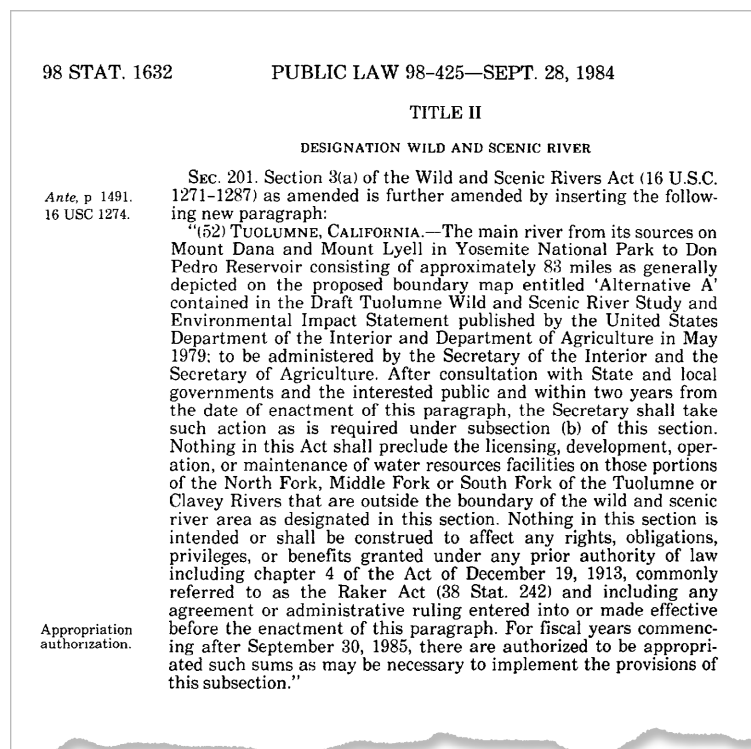 98 STAT. 1632 PUBLIC LAW 98–425—SEPT. 28, 1984
TITLE II
DESIGNATION WILD AND SCENIC RIVER
Ante, p 1491.
16 USC 1274.
SEC. 201. Section 3(a) of the Wild and Scenic Rivers Act (16 U.S.C.
1271–1287) as amended is further amended by inserting the follow-
ing new paragraph:
"(52) TUOLUMNE, CALIFORNIA.—The main river from its sources on
Mount Dana and Mount Lyell in Yosemite National Park to Don
Pedro Reservoir consisting of approximately 83 miles as generally
depicted on the proposed boundary map entitled 'Alternative A'
contained in the Draft Tuolumne Wild and Scenic River Study and
Environmental Impact Statement published by the United States
Department of the Interior and Department of Agriculture in May
1979; to be administered by the Secretary of the Interior and the
Secretary of Agriculture. After consultation with State and local
governments and the interested public and within two years from
the date of enactment of this paragraph, the Secretary shall take
such action as is required under subsection (b) of this section.
Nothing in this Act shall preclude the licensing, development, oper-
ation, or maintenance of water resources facilities on those portions
of the North Fork, Middle Fork or South Fork of the Tuolumne or
Clavey Rivers that are outside the boundary of the wild and scenic
river area as designated in this section. Nothing in this section is
intended or shall be construed to affect any rights, obligations,
privileges, or benefits granted under any prior authority of law
including chapter 4 of the Act of December 19, 1913, commonly
referred to as the Raker Act (38 Stat. 242) and including any
agreement or administrative ruling entered into or made effective
before the enactment of this paragraph. For fiscal years commenc-
ing after September 30, 1985, there are authorized to be appropri-
ated such sums as may be necessary to implement the provisions of
this subsection."
Appropriation
authorization.